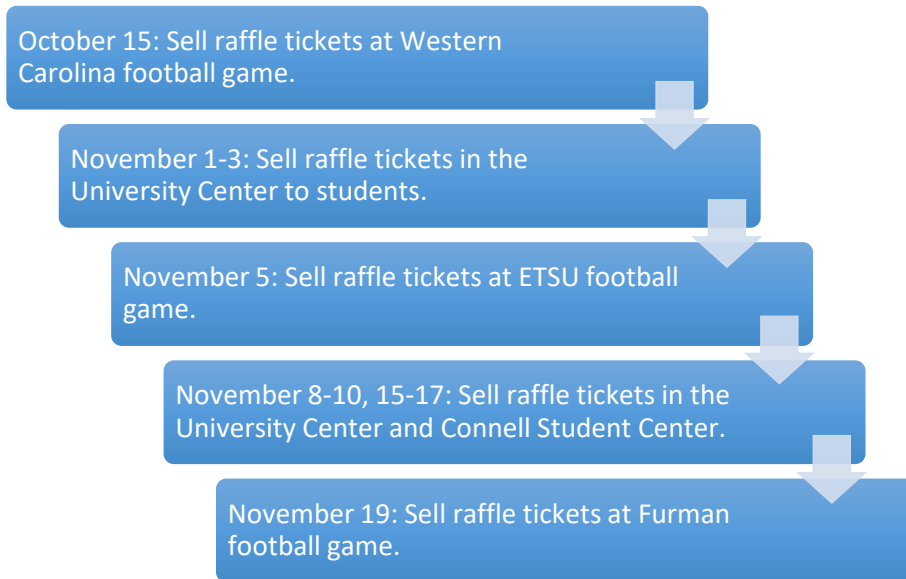 October 15: Sell raffle tickets at Western
Carolina football game.
November 1-3: Sell raffle tickets in the
University Center to students.
November 5: Sell raffle tickets at ETSU football
game.
November 8-10, 15-17: Sell raffle tickets in the
University Center and Connell Student Center.
November 19: Sell raffle tickets at Furman
football game.